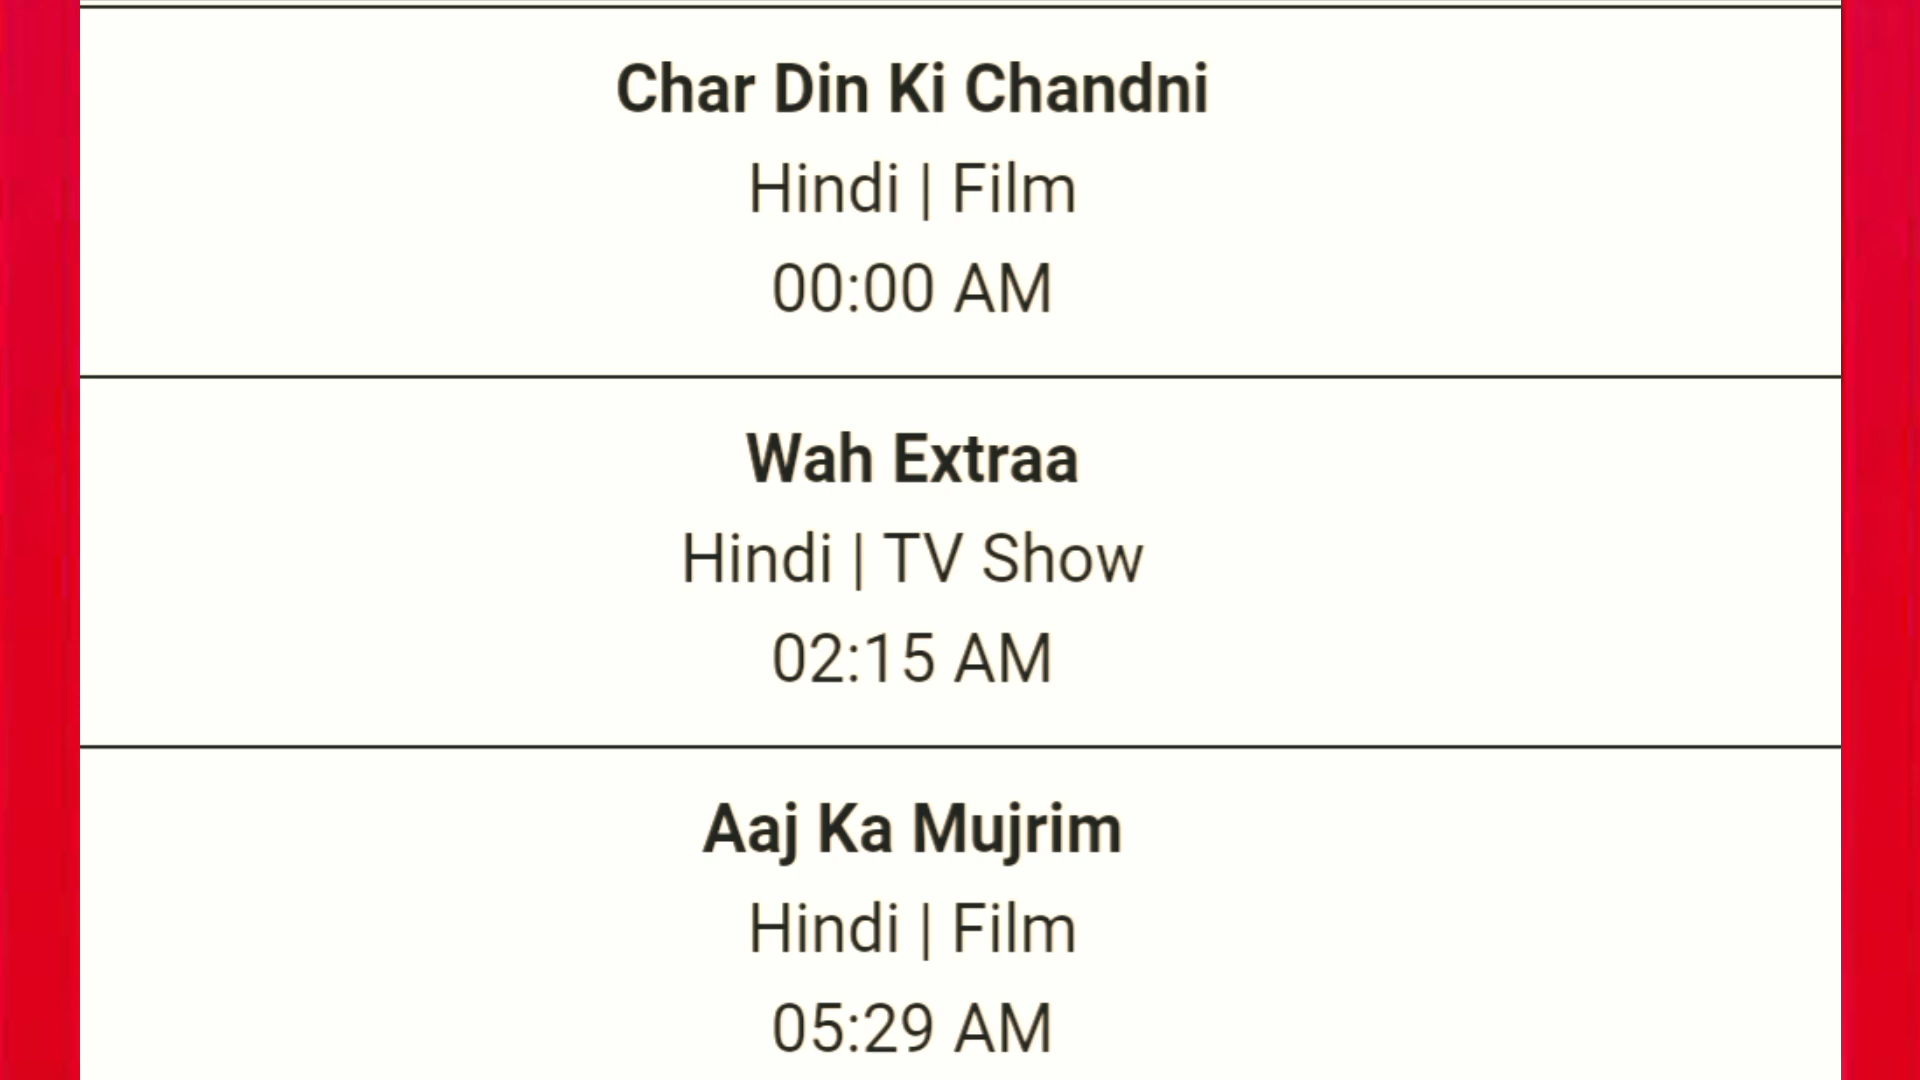 Char Din Ki Chandni
Hindi | Film
00:00 AM
Wah Extraa
Hindi | TV Show
02:15 AM
Aaj Ka Mujrim
Hindi | Film
05:29 AM